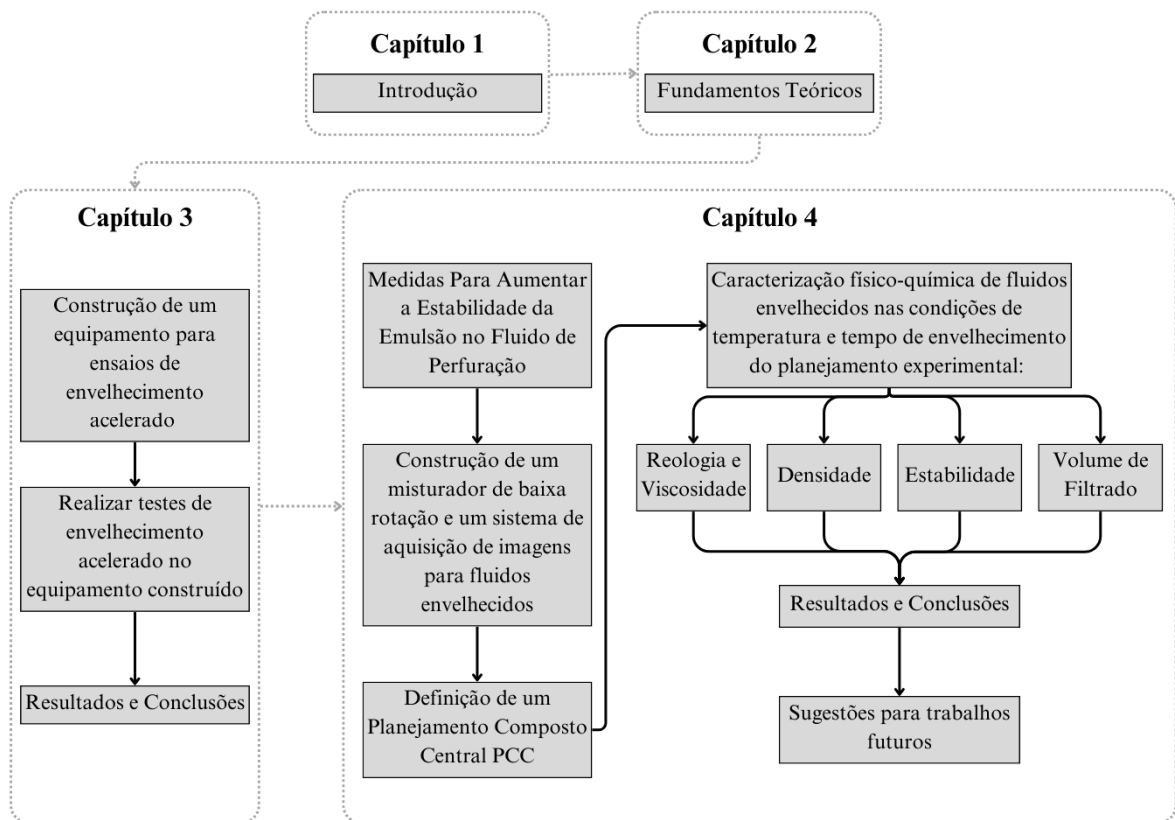 Capítulo 1
Introdução
Capítulo 2
Fundamentos Teóricos
Capítulo 3
Construção de um
equipamento para
ensaios de
envelhecimento
acelerado
Realizar testes de
envelhecimento
acelerado no
equipamento construído
Resultados e Conclusões
Capítulo 4
Medidas Para Aumentar
a Estabilidade da
Emulsão no Fluido de
Perfuração
Construção de um
misturador de baixa
rotação e um sistema de
aquisição de imagens
para fluidos
envelhecidos
Definição de um
Planejamento Composto
Central PCC
Caracterização físico-química de fluidos
envelhecidos nas condições de
temperatura e tempo de envelhecimento
do planejamento experimental:
Reologia e
Viscosidade
Densidade
Estabilidade
Volume de
Filtrado
Resultados e Conclusões
Sugestões para trabalhos
futuros